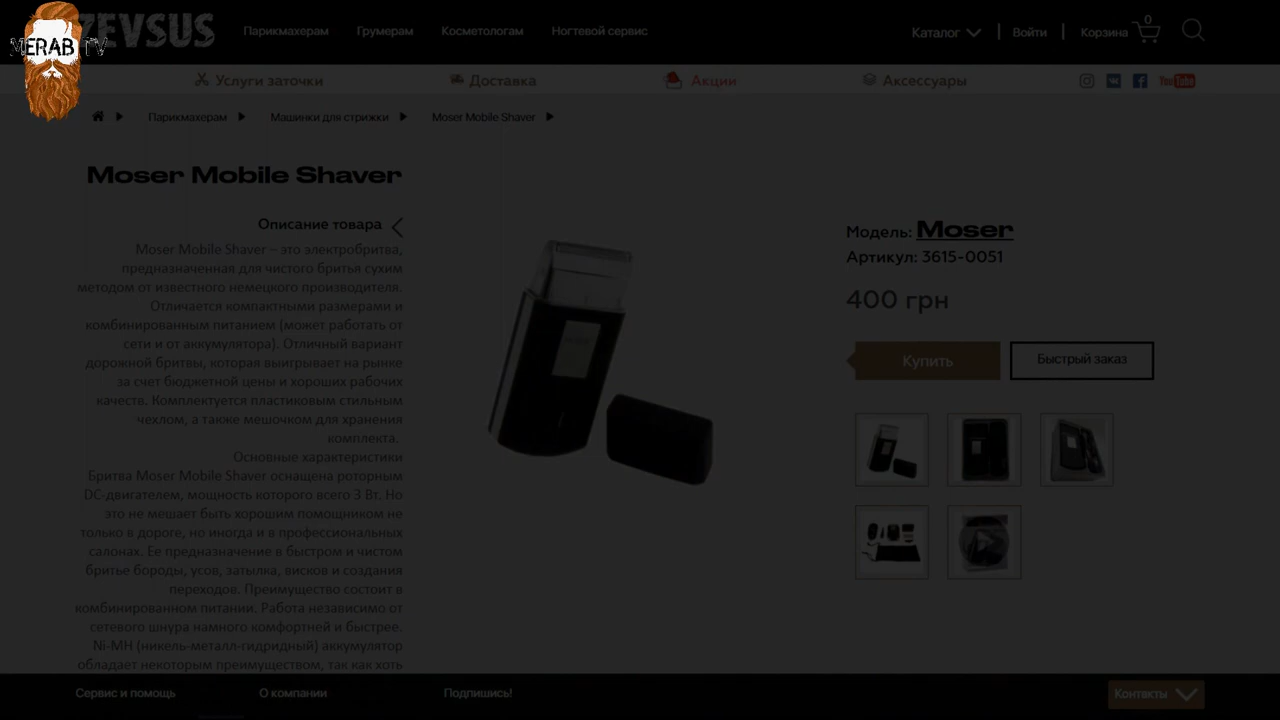 ZEVSUS
MERAB TV
Парикмахерам Грумерам Косметологам Ногтевой сервис
Каталог Войти Корзина 0
Услуги заточки Доставка Акции Аксессуары
You Tube
Парикмахерам Машинки для стрижки Moser Mobile Shaver
Moser Mobile Shaver
Описание товара
Moser Mobile Shaver – это электробритва,
предназначенная для чистого бритья сухим
методом от известного немецкого производителя.
Отличается компактными размерами и
комбинированным питанием (может работать от
сети и от аккумулятора). Отличный вариант
дорожной бритвы, которая выигрывает на рынке
за счет бюджетной цены и хороших рабочих
качеств. Комплектуется пластиковым стильным
чехлом, а также мешочком для хранения
комплекта.
Основные характеристики
Бритва Moser Mobile Shaver оснащена роторным
DC-двигателем, мощность которого всего 3 Вт. Но
это не мешает быть хорошим помощником не
только в дороге, но иногда и в профессиональных
салонах. Ее предназначение в быстром и чистом
бритье бороды, усов, затылка, висков и создания
переходов. Преимущество состоит в
комбинированном питании. Работа независимо от
сетевого шнура намного комфортней и быстрее.
Ni-MH (никель-металл-гидридный) аккумулятор
обладает некоторым преимуществом, так как хоть
Модель: Moser
Артикул: 3615-0051
400 грн
Купить Быстрый заказ
Сервис и помощь О компании Подпишись! Контакты